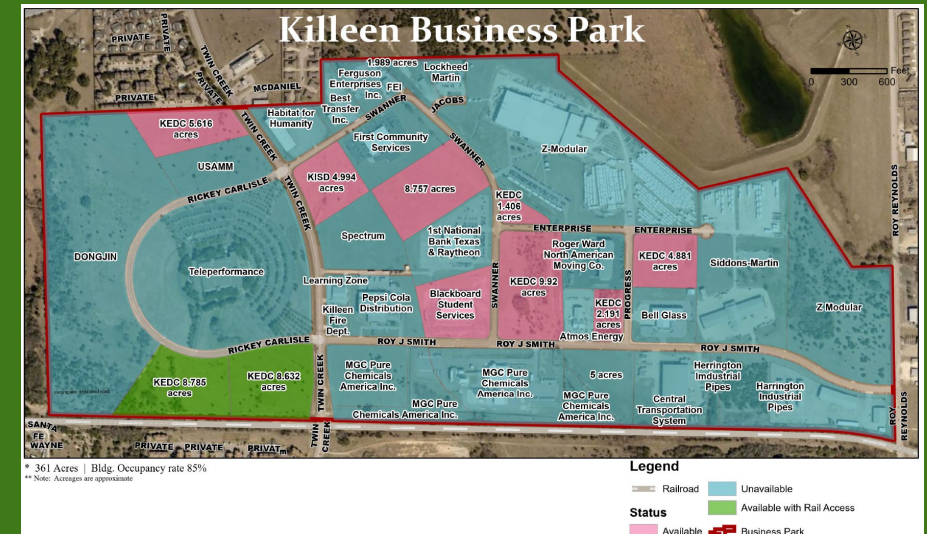 Killeen Business Park
PRIVATE
PRIVATE
TWIN CREEK
PRIVATE
MCDANIEL
PRIVATE
1.989 acres
Lockheed
Martin
Ferguson
Enterprises
Inc.
FEI
Best
Transfer
Inc.
SWANNER
JACOBS
Feet
0 300 600
Habitat for
Humanity
KEDC 5.616
acres
TWIN CREEK
First Community
Services
SWANNER
Z-Modular
USAMM
RICKEY CARLISLE
KISD 4.994
acres
8.757 acres
TWIN CREEK
KEDC
1.406
acres
ROY REYNOLDS
Spectrum
1st National
Bank Texas
& Raytheon
ENTERPRISE
ENTERPRISE
Roger Ward
North American
Moving Co.
KEDC 4.881
acres
Siddons-Martin
DONGJIN
Teleperformance
Learning Zone
SWANNER
KEDC 9.92
acres
PROGRESS
Pepsi Cola
Distribution
Blackboard
Student
Services
Killeen
Fire
Dept.
KEDC
2.191
acres
Bell Glass
Z Modular
Atmos Energy
RICKEY CARLISLE
ROY J SMITH
ROY J SMITH
ROY J SMITH
KEDC 8.785
acres
KEDC 8.632
acres
TWIN CREEK
MGC Pure
Chemicals
America Inc.
MGC Pure
Chemicals
America Inc.
5 acres
Herrington
Imdustrial
Pipes
Harrington
Industrial
Pipes
MGC Pure
Chemicals America Inc.
MGC Pure
Chemicals
America Inc.
Central
Transportation
System
ROY
REYNOLDS
SANTA
FE
WAYNE
PRIVATE
PRIVATE
TWIN
CREEK
* 361 Acres | Bldg. Occupancy rate 85%
** Note: Acreages are approximate
Legend
Railroad
Unavailable
Available with Rail Access
Status
Available
Business Park